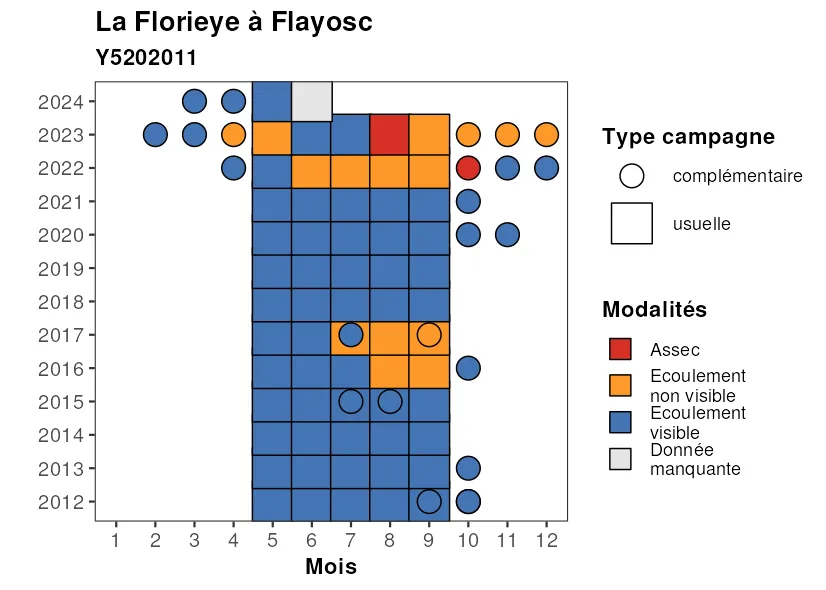 La Florieye à Flayosc
Y5202011
2024
2023
2022
2021
2020
2019
2018
2017
2016
2015
2014
2013
2012
1 2 3 4 5 6 7 8 9 10 11 12
Mois
Type campagne
complémentaire
usuelle
Modalités
Assec
Ecoulement
non visible
Ecoulement
visible
Donnée
manquante